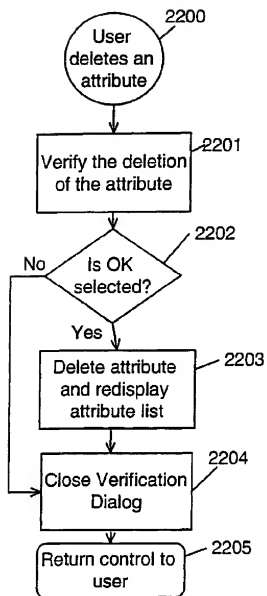 2200
User
deletes an
attribute
2201
Verify the deletion
of the attribute
2202
No
Is OK
selected?
Yes
2203
Delete attribute
and redisplay
attribute list
2204
Close Verification
Dialog
2205
Return control to
user